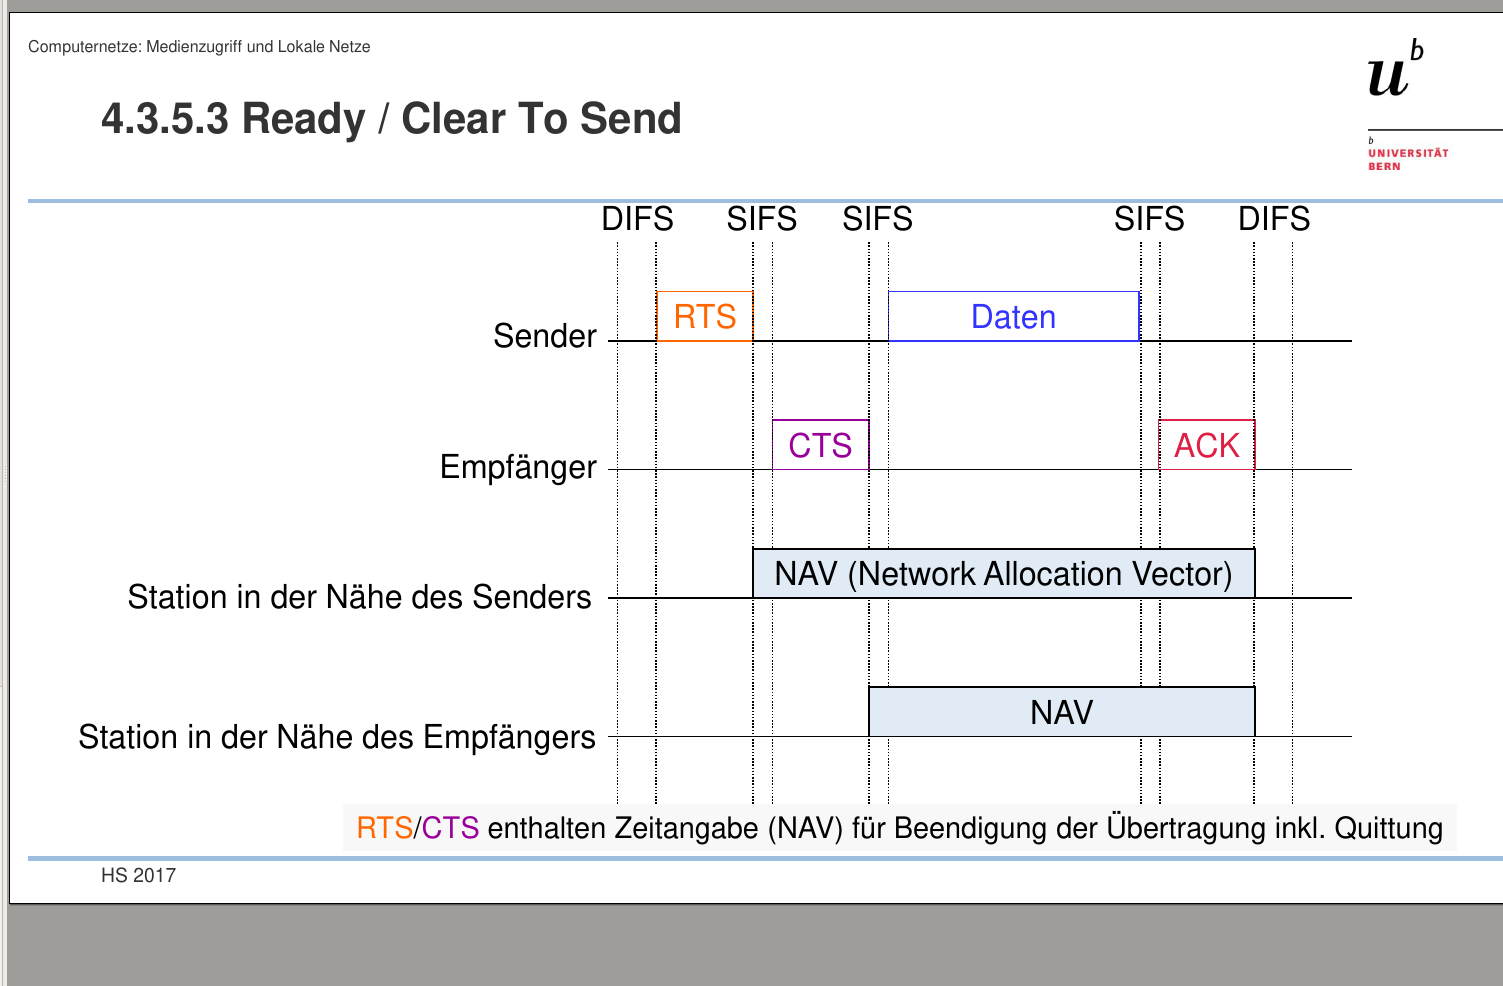 Computernetze: Medienzugriff und Lokale Netze
u b
4.3.5.3 Ready / Clear To Send
b
UNIVERSITÄT
BERN
DIFS SIFS SIFS SIFS DIFS
RTS Daten
Sender
CTS ACK
Empfänger
NAV (Network Allocation Vector)
Station in der Nähe des Senders
NAV
Station in der Nähe des Empfängers
RTS/CTS enthalten Zeitangabe (NAV) für Beendigung der Übertragung inkl. Quittung
HS 2017